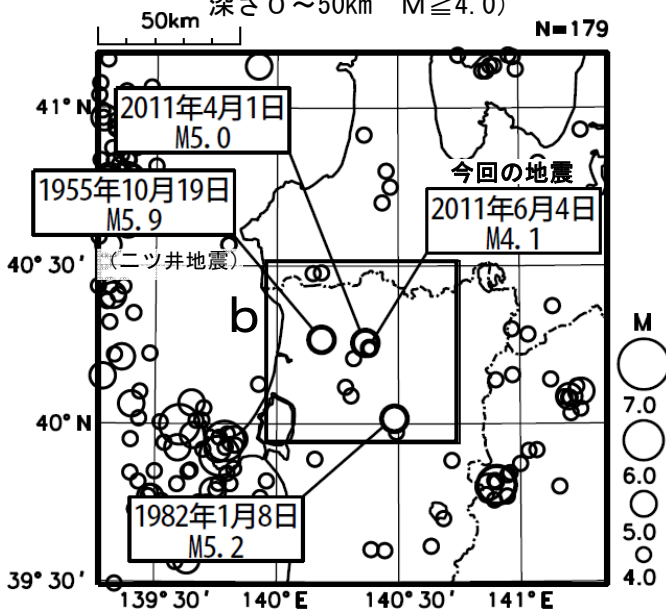 深さ0~50km M≧4.0)
50km
N=179
41°N
2011年4月1日
M5.0
今回の地震
1955年10月19日
M5.9
2011年6月4日
M4.1
(二ツ井地震)
40°30′
b
M
7.0
40°N
6.0
1982年1月8日
M5.2
5.0
4.0
39°30′
139°30′
140°E
140°30′
141°E